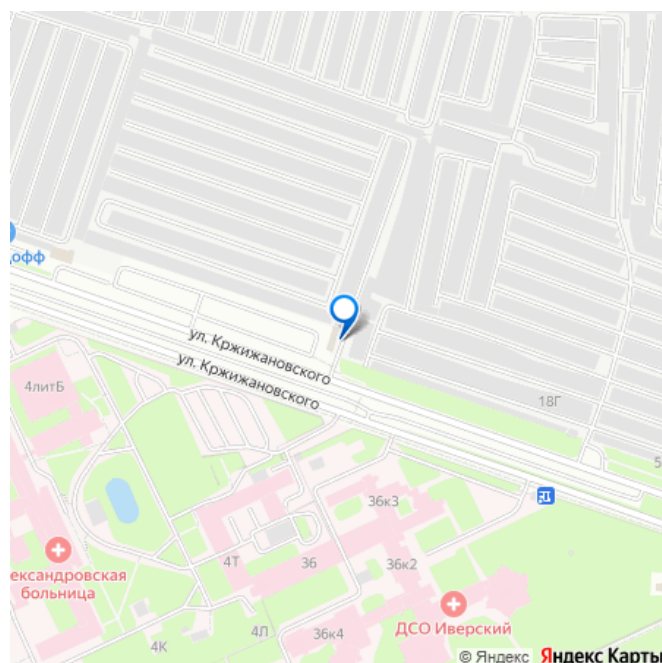 офф
ул. Кржижановского
ул. Кржижановского
4литБ
18Г
5
36к3
4Т
36
36к2
ександровская
больница
4Л
36к4
ДСО Иверский
4К
© Яндекс Яндекс Карты